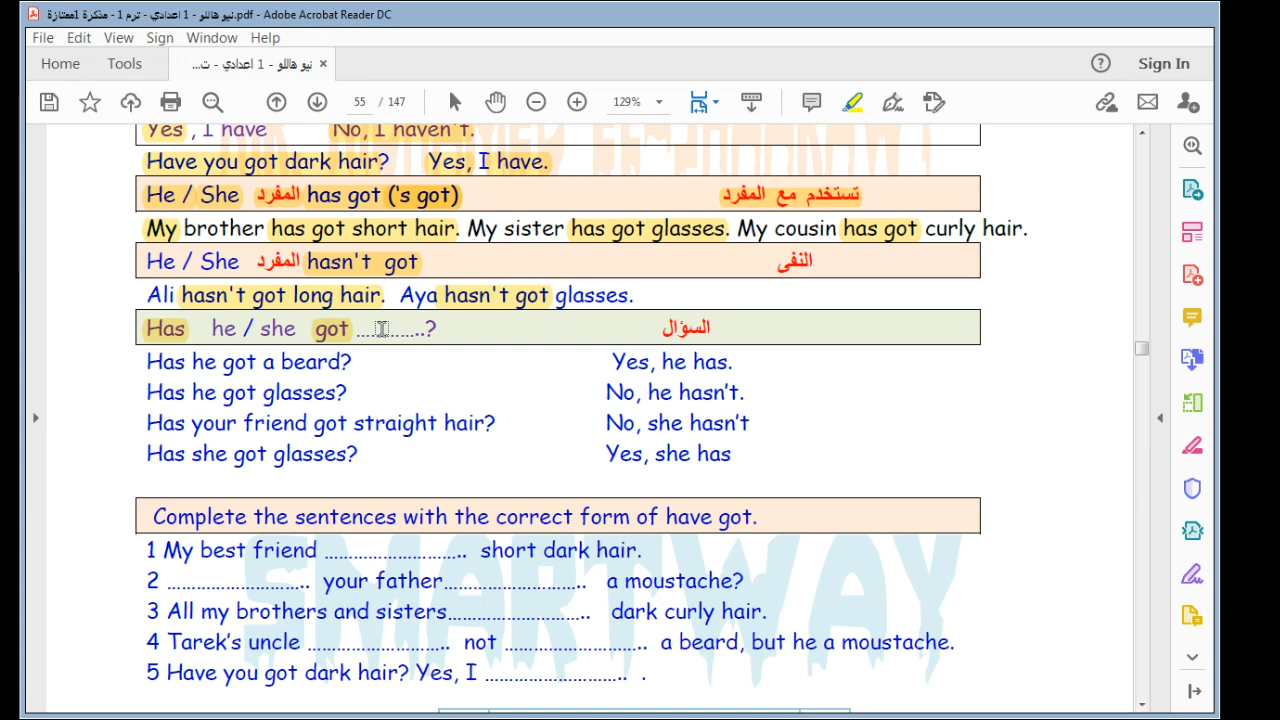 نيو هاللو - 1 اعدادي - ترم 1 - مذكرة 1ممتازة.pdf - Adobe Acrobat Reader DC
File Edit View Sign Window Help
Home Tools نيو هاللو - 1 اعدادي - ت... × Sign In
55 / 147 129%
Yes , I have No, I haven't.
Have you got dark hair? Yes, I have.
He / She المفرد has got ('s got) تستخدم مع المفرد
My brother has got short hair. My sister has got glasses. My cousin has got curly hair.
He / She المفرد hasn't got النفى
Ali hasn't got long hair. Aya hasn't got glasses.
Has he / she got ..............? السؤال
Has he got a beard? Yes, he has.
Has he got glasses? No, he hasn't.
Has your friend got straight hair? No, she hasn't
Has she got glasses? Yes, she has
Complete the sentences with the correct form of have got.
1 My best friend ............................. short dark hair.
2 ............................. your father............................. a moustache?
3 All my brothers and sisters............................. dark curly hair.
4 Tarek's uncle ............................. not ............................. a beard, but he a moustache.
5 Have you got dark hair? Yes, I ............................. .
SMARTWAY